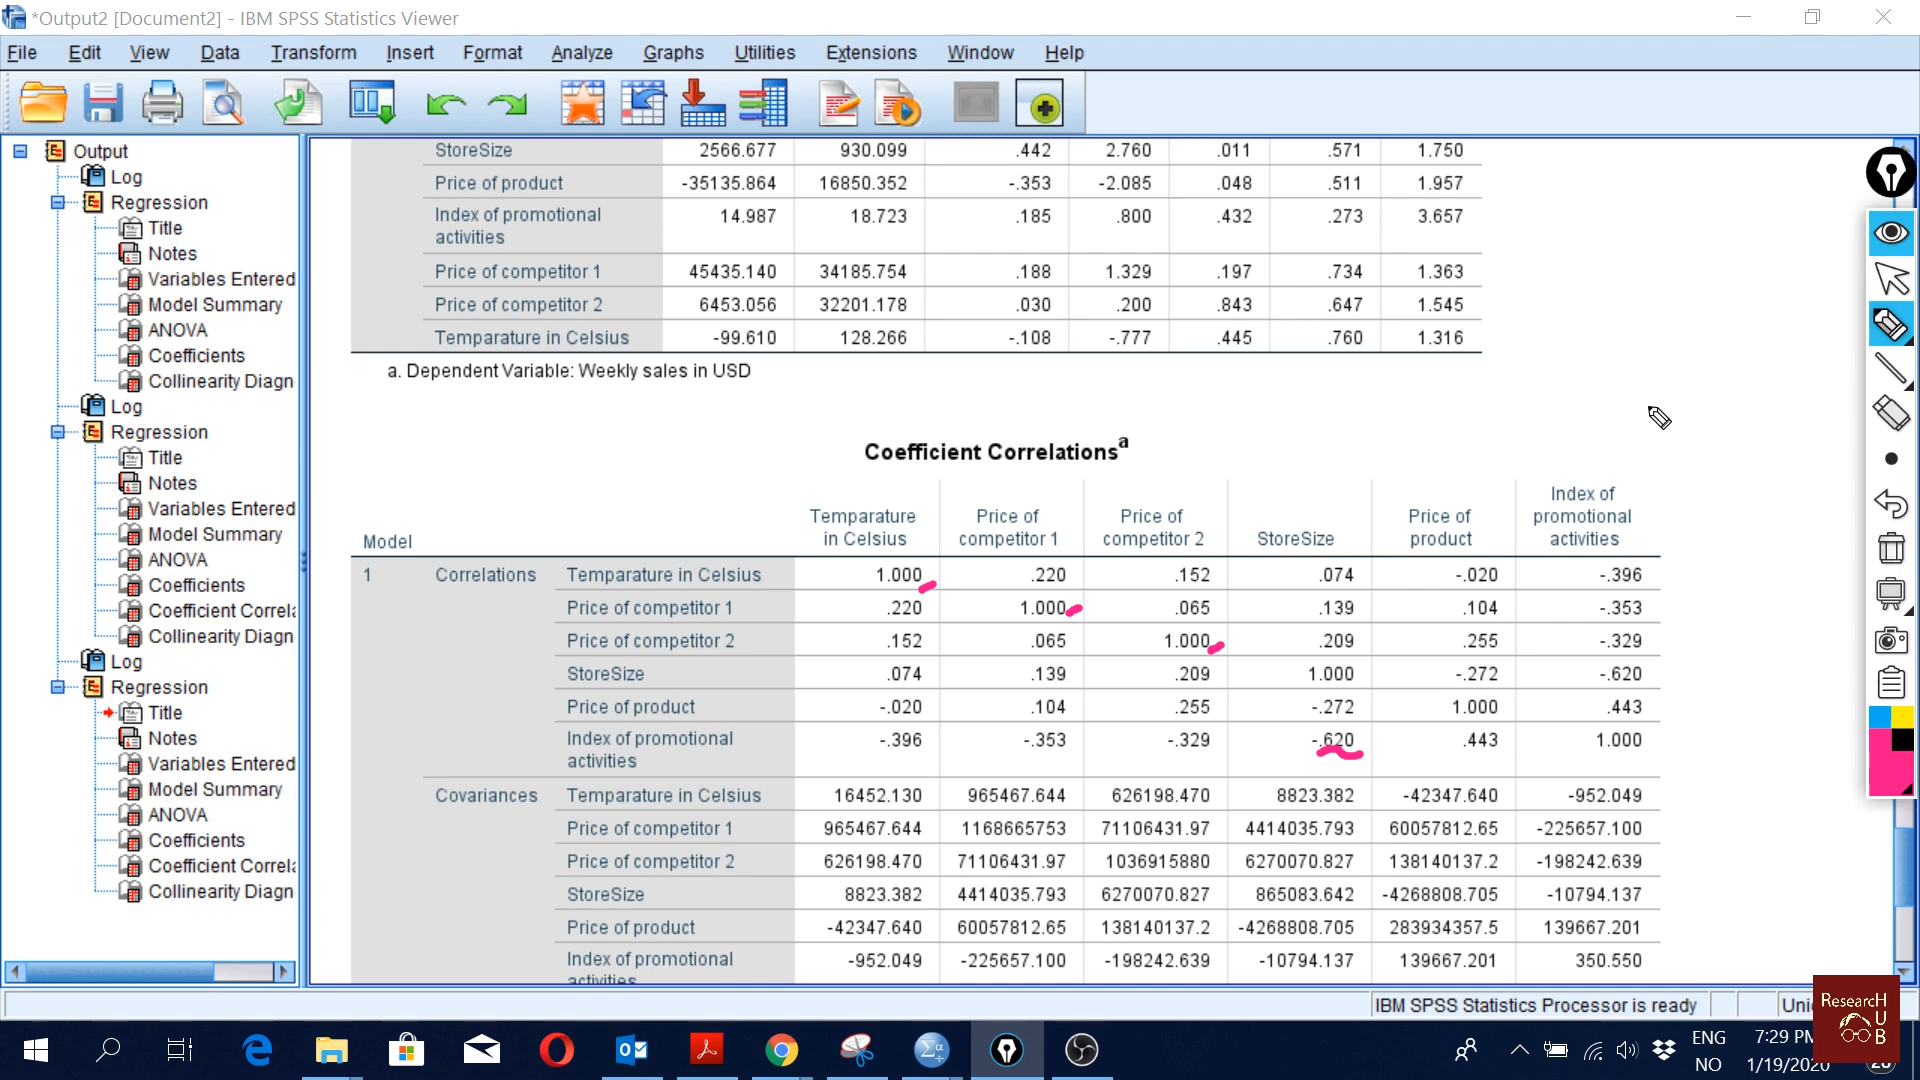 *Output2 [Document2] - IBM SPSS Statistics Viewer
File Edit View Data Transform Insert Format Analyze Graphs Utilities Extensions Window Help
Output
Log
Regression
Title
Notes
Variables Entered
Model Summary
ANOVA
Coefficients
Collinearity Diagn
Log
Regression
Title
Notes
Variables Entered
Model Summary
ANOVA
Coefficients
Coefficient Correla
Collinearity Diagn
Log
Regression
Title
Notes
Variables Entered
Model Summary
ANOVA
Coefficients
Coefficient Correla
Collinearity Diagn
StoreSize 2566.677 930.099 .442 2.760 .011 .571 1.750
Price of product -35135.864 16850.352 -.353 -2.085 .048 .511 1.957
Index of promotional 14.987 18.723 .185 .800 .432 .273 3.657
activities
Price of competitor 1 45435.140 34185.754 .188 1.329 .197 .734 1.363
Price of competitor 2 6453.056 32201.178 .030 .200 .843 .647 1.545
Temparature in Celsius -99.610 128.266 -.108 -.777 .445 .760 1.316
a. Dependent Variable: Weekly sales in USD
Coefficient Correlationsa
Index of
Temparature Price of Price of Price of promotional
Model in Celsius competitor 1 competitor 2 StoreSize product activities
1 Correlations Temparature in Celsius 1.000 .220 .152 .074 -.020 -.396
Price of competitor 1 .220 1.000 .065 .139 .104 -.353
Price of competitor 2 .152 .065 1.000 .209 .255 -.329
StoreSize .074 .139 .209 1.000 -.272 -.620
Price of product -.020 .104 .255 -.272 1.000 .443
Index of promotional -.396 -.353 -.329 -.620 .443 1.000
activities
Covariances Temparature in Celsius 16452.130 965467.644 626198.470 8823.382 -42347.640 -952.049
Price of competitor 1 965467.644 1168665753 71106431.97 4414035.793 60057812.65 -225657.100
Price of competitor 2 626198.470 71106431.97 1036915880 6270070.827 138140137.2 -198242.639
StoreSize 8823.382 4414035.793 6270070.827 865083.642 -4268808.705 -10794.137
Price of product -42347.640 60057812.65 138140137.2 -4268808.705 283934357.5 139667.201
Index of promotional -952.049 -225657.100 -198242.639 -10794.137 139667.201 350.550
activities
IBM SPSS Statistics Processor is ready
ResearcH
U
B
ENG
NO
7:29 PM
1/19/2020